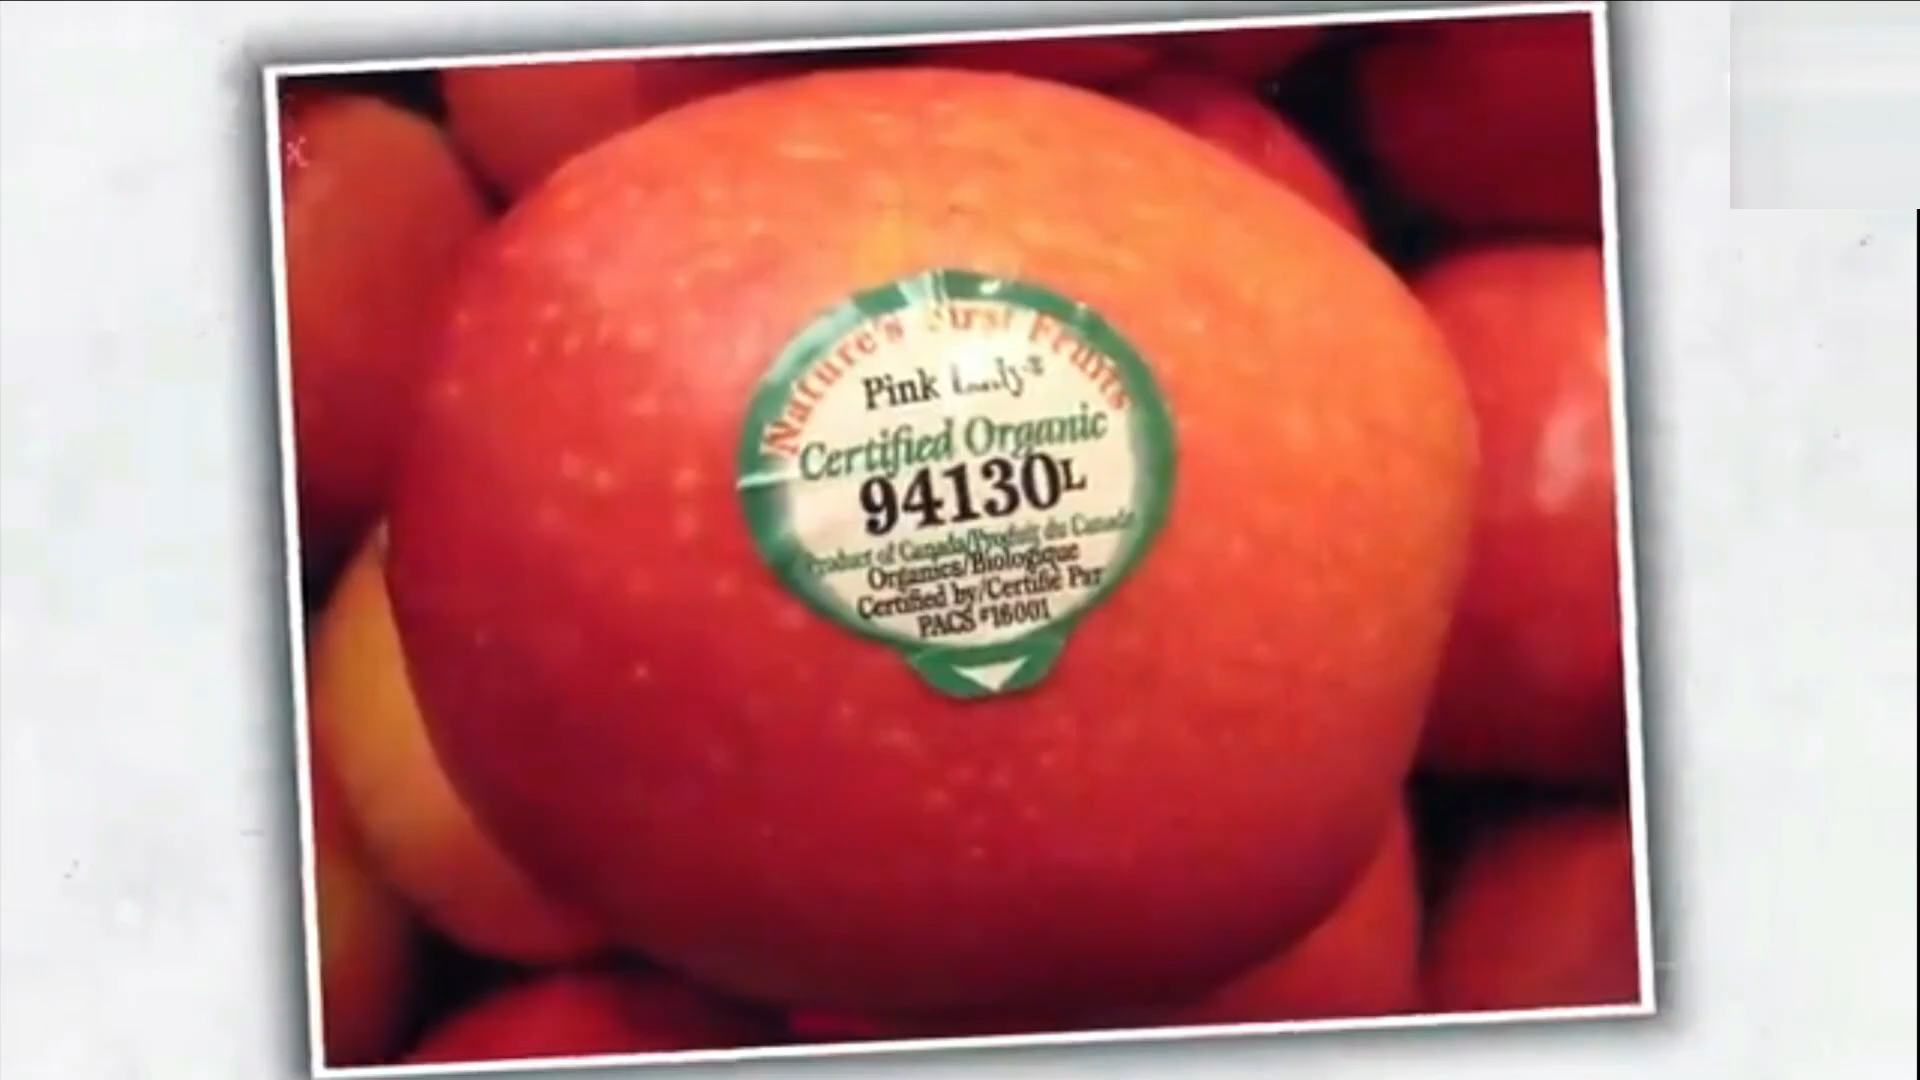 Nature's First Fruits
Pink Lady
Certified Organic
94130L
Product of Canada/Produit du Canada
Organics/Biologique
Certified by/Certifié Par
PACS #16001